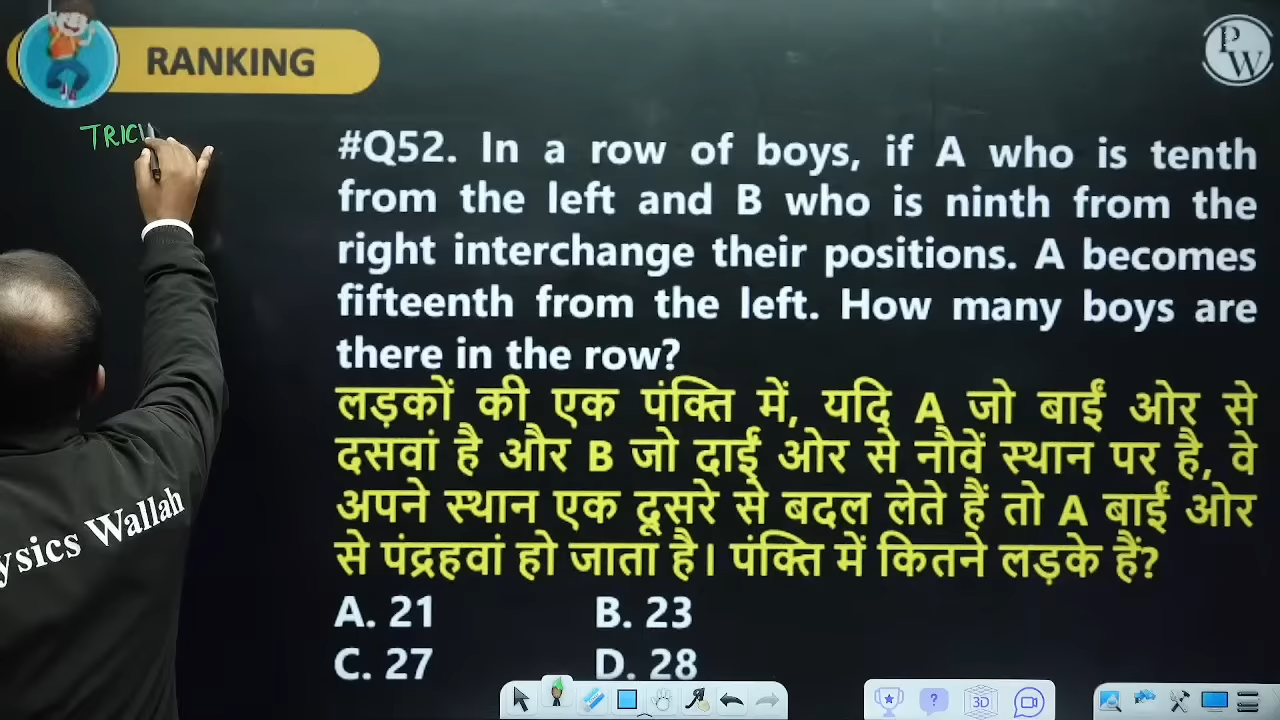 RANKING
PW
TRIC
#Q52. In a row of boys, if A who is tenth
from the left and B who is ninth from the
right interchange their positions. A becomes
fifteenth from the left. How many boys are
there in the row?
लड़कों की एक पंक्ति में, यदि A जो बाईं ओर से
दसवां है और B जो दाईं ओर से नौवें स्थान पर है, वे
अपने स्थान एक दूसरे से बदल लेते हैं तो A बाईं ओर
से पंद्रहवां हो जाता है। पंक्ति में कितने लड़के हैं?
A. 21 B. 23
C. 27 D. 28
ysics Wallah
3D